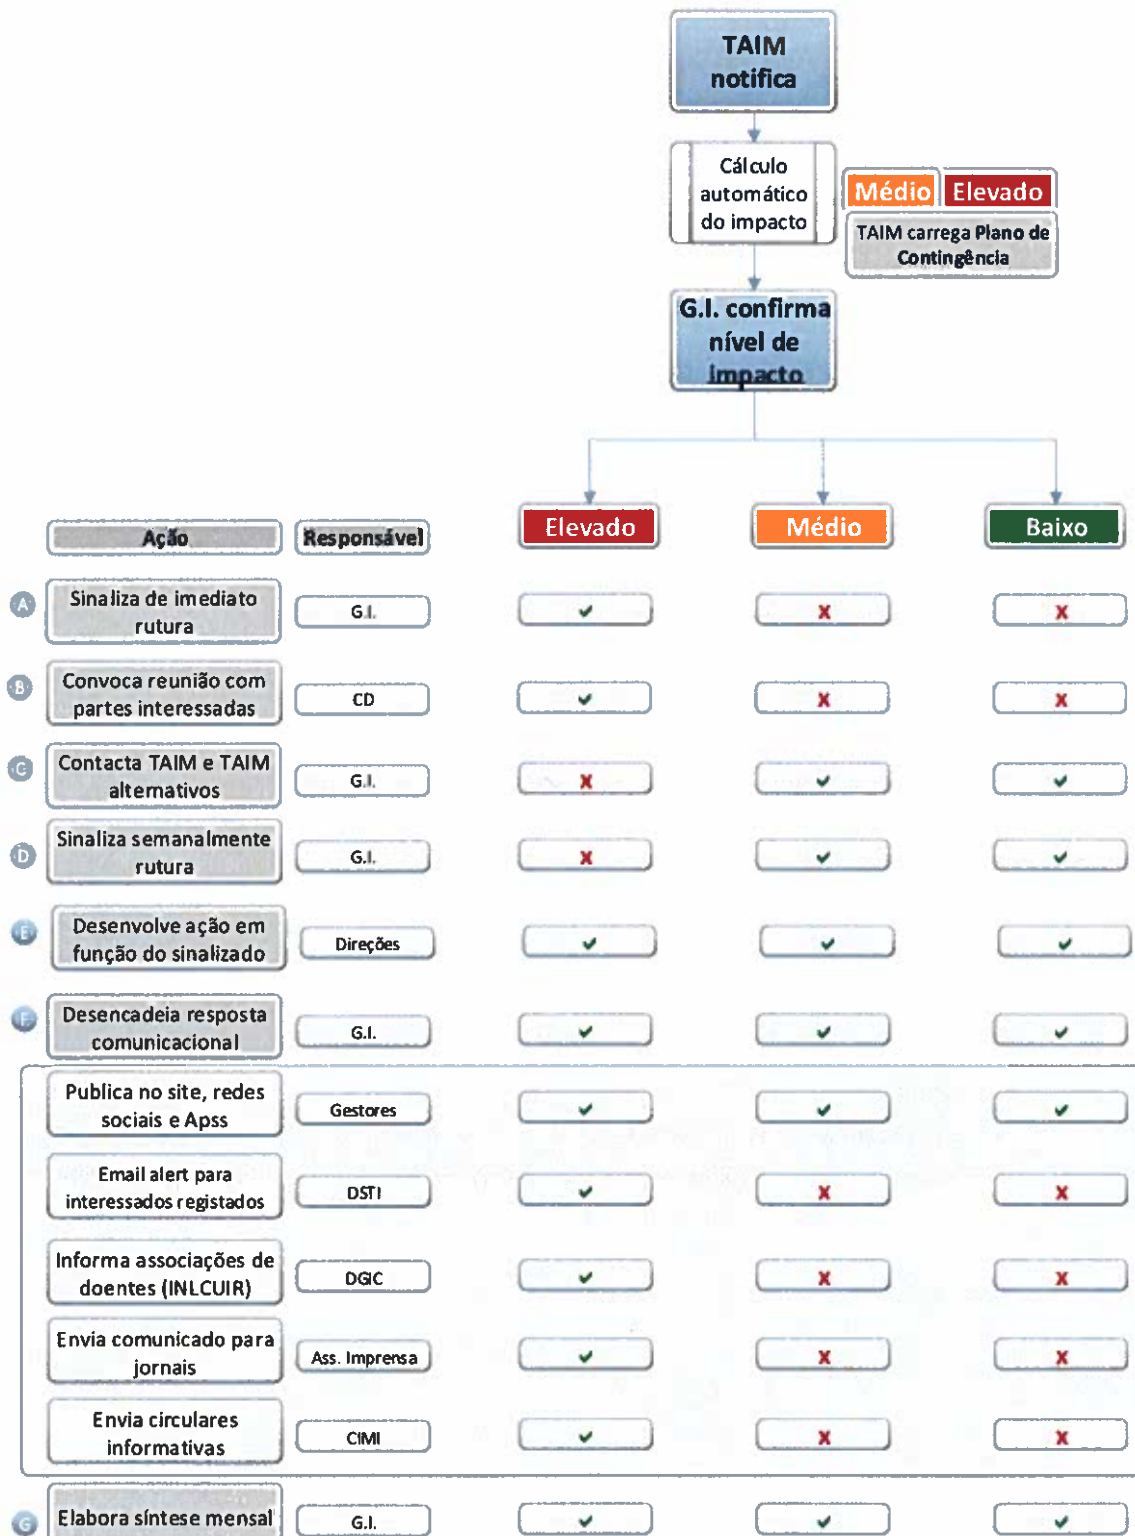 TAIM
notifica
Cálculo
automático
do impacto
Médio Elevado
TAIM carrega Plano de
Contingência
G.I. confirma
nível de
impacto
Ação Responsável Elevado Médio Baixo
A Sinaliza de imediato
rutura
G.I. ✔ X X
B Convoca reunião com
partes interessadas
CD ✔ X X
C Contacta TAIM e TAIM
alternativos
G.I. X ✔ ✔
D Sinaliza semanalmente
rutura
G.I. X ✔ ✔
E Desenvolve ação em
função do sinalizado
Direções ✔ ✔ ✔
F Desencadeia resposta
comunicacional
G.I. ✔ ✔ ✔
Publica no site, redes
sociais e Apss
Gestores ✔ ✔ ✔
Email alert para
interessados registados
DSTI ✔ X X
Informa associações de
doentes (INLCUIR)
DGIC ✔ X X
Envia comunicado para
jornais
Ass. Imprensa ✔ X X
Envia circulares
informativas
CIMI ✔ X X
G Elabora síntese mensal G.I. ✔ ✔ ✔